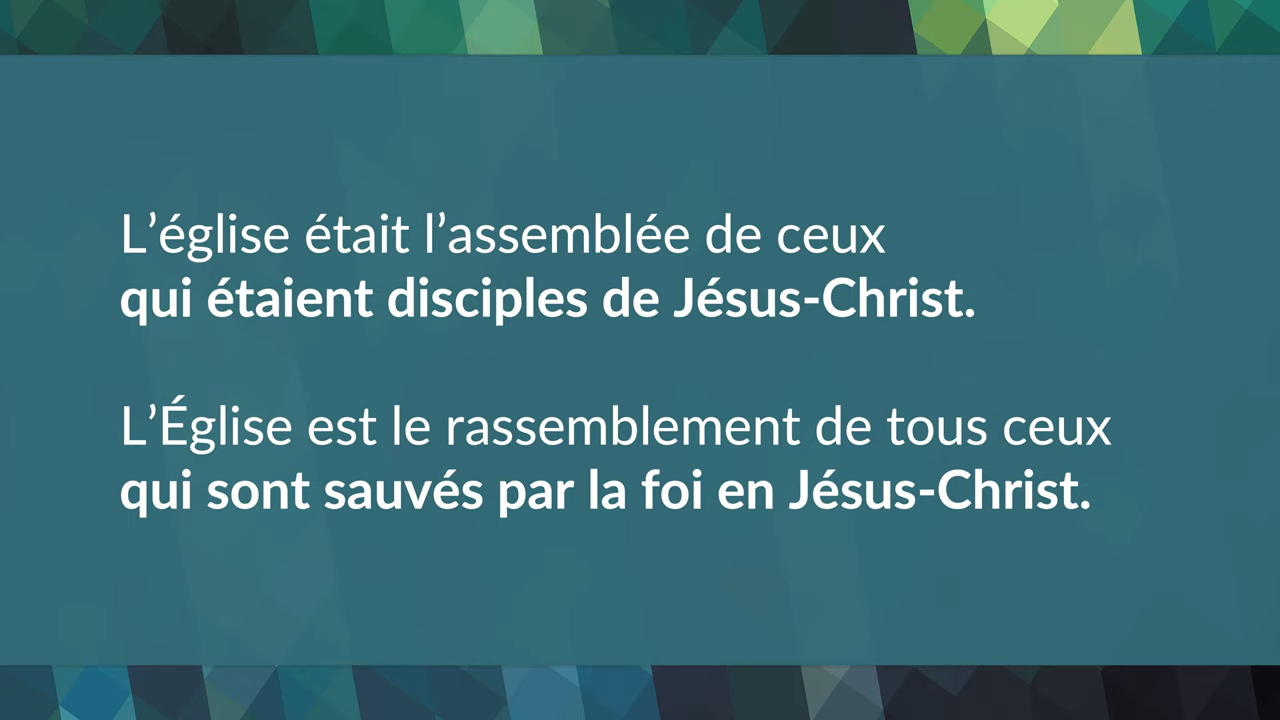 L’église était l’assemblée de ceux
qui étaient disciples de Jésus-Christ.
L’Église est le rassemblement de tous ceux
qui sont sauvés par la foi en Jésus-Christ.